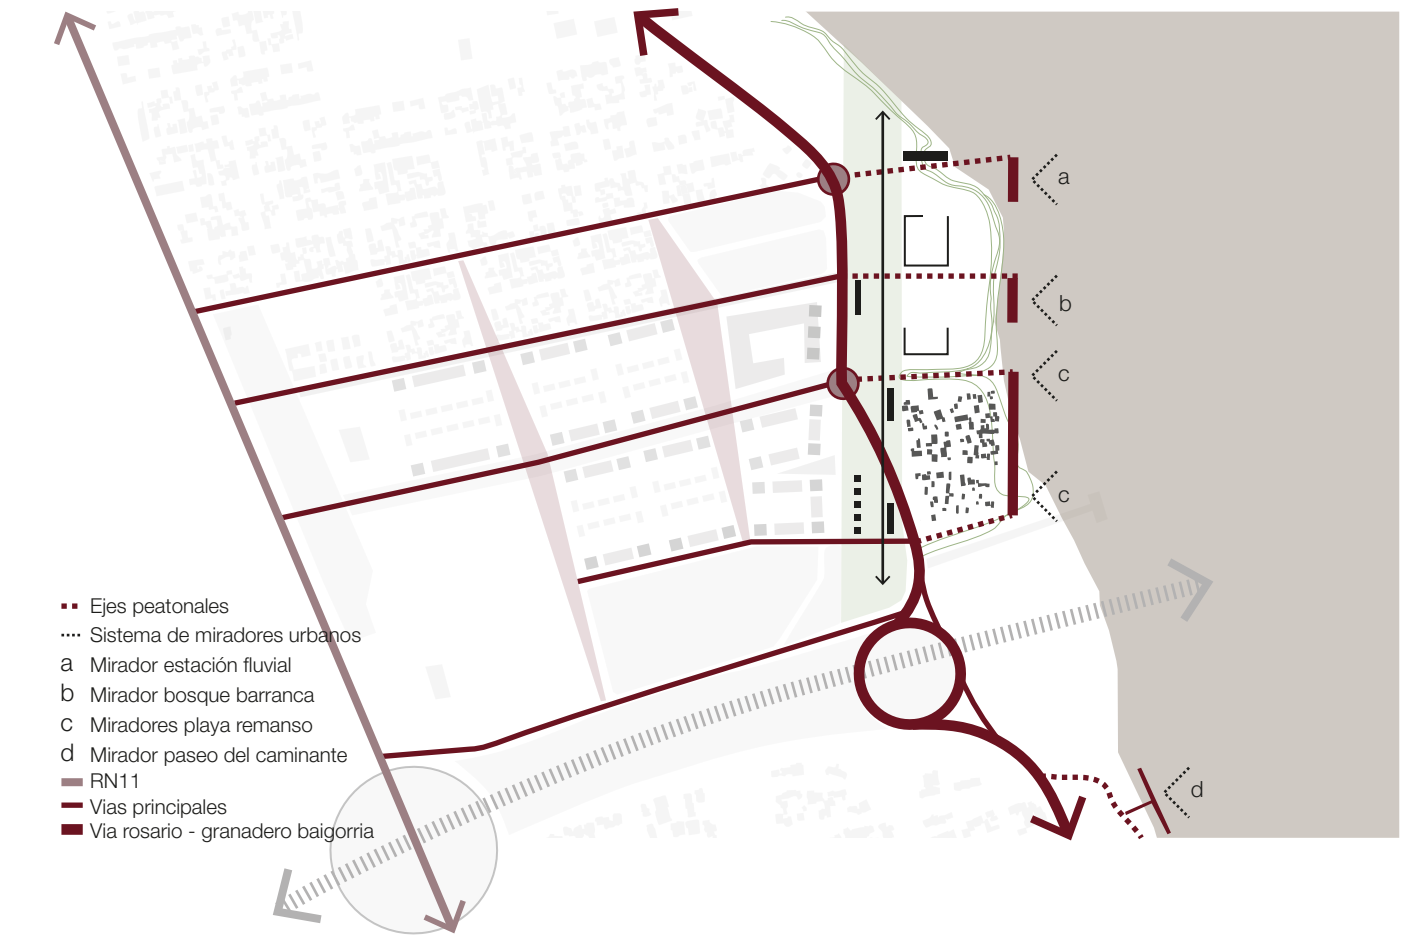 a
b
c
c
Ejes peatonales
Sistema de miradores urbanos
a Mirador estación fluvial
b Mirador bosque barranca
c Miradores playa remanso
d Mirador paseo del caminante
RN11
Vias principales
Via rosario - granadero baigorria
d